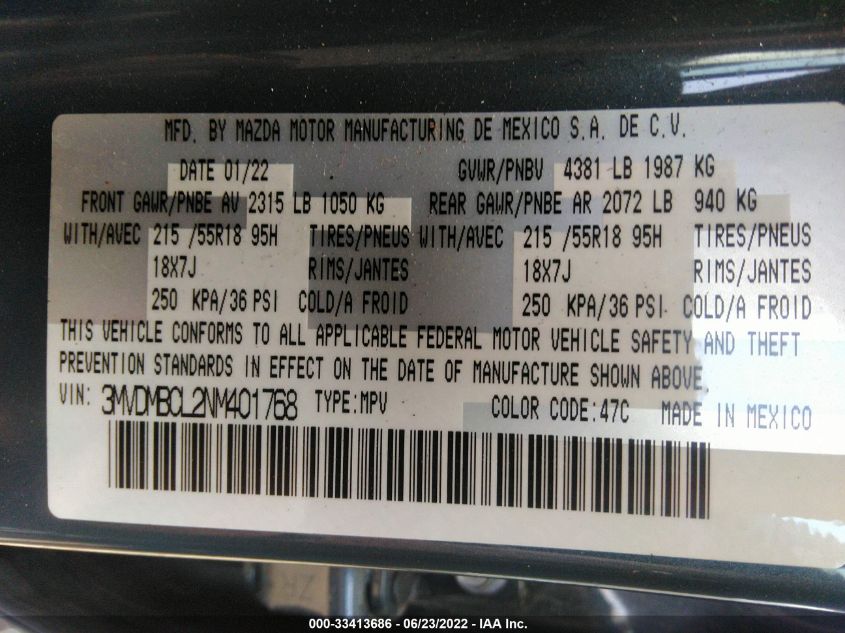 MFD. BY MAZDA MOTOR MANUFACTURING DE MEXICO S.A. DE C.V.
DATE 01/22 GVWR/PNBV 4381 LB 1987 KG
FRONT GAWR/PNBE AV 2315 LB 1050 KG REAR GAWR/PNBE AR 2072 LB 940 KG
WITH/AVEC 215 /55R18 95H TIRES/PNEUS WITH/AVEC 215 /55R18 95H TIRES/PNEUS
18X7J RIMS/JANTES 18X7J RIMS/JANTES
250 KPA/36 PSI COLD/A FROID 250 KPA/36 PSI COLD/A FROID
THIS VEHICLE CONFORMS TO ALL APPLICABLE FEDERAL MOTOR VEHICLE SAFETY AND THEFT
PREVENTION STANDARDS IN EFFECT ON THE DATE OF MANUFACTURE SHOWN ABOVE.
VIN: 3MVDMBCL2NM401768 TYPE:MPV COLOR CODE:47C MADE IN MEXICO
ZR
000-33413686 - 06/23/2022 - IAA Inc.